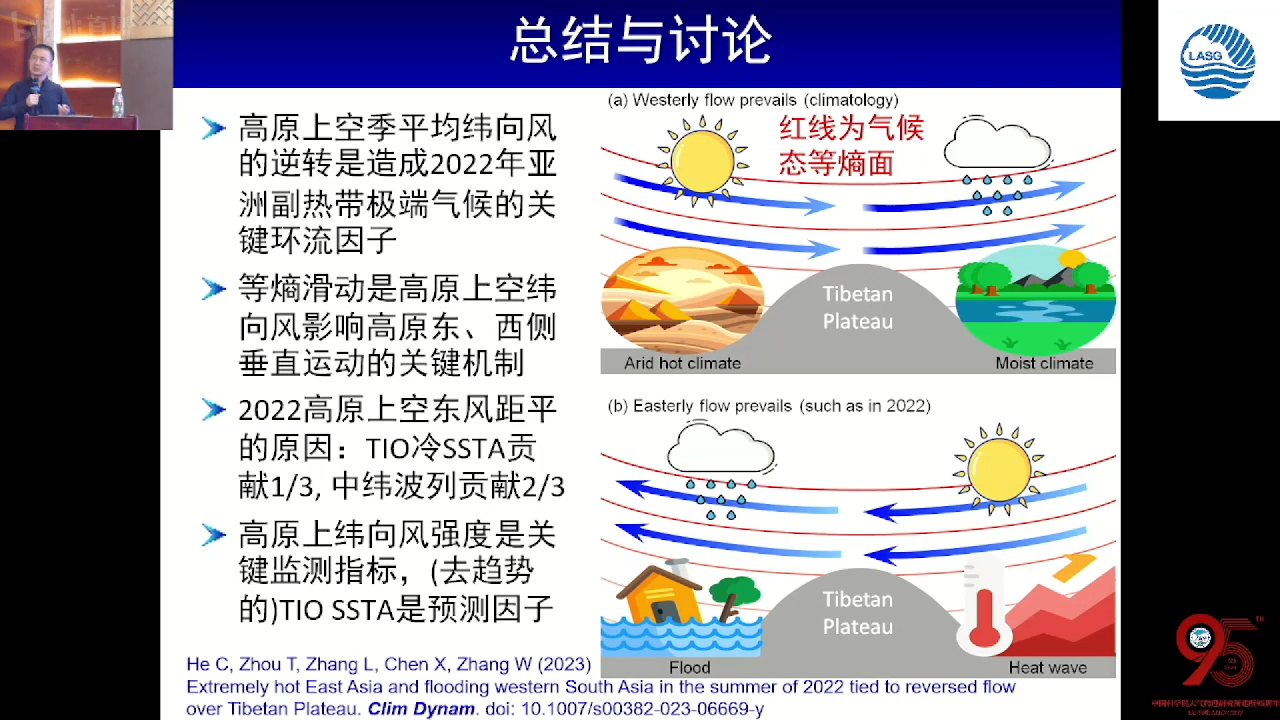 总结与讨论
LASG
高原上空季平均纬向风
的逆转是造成2022年亚
洲副热带极端气候的关
键环流因子
等熵滑动是高原上空纬
向风影响高原东、西侧
垂直运动的关键机制
2022高原上空东风距平
的原因：TIO冷SSTA贡
献1/3, 中纬波列贡献2/3
高原上纬向风强度是关
键监测指标，(去趋势
的)TIO SSTA是预测因子
(a) Westerly flow prevails (climatology)
红线为气候
态等熵面
Tibetan
Plateau
Arid hot climate
Moist climate
(b) Easterly flow prevails (such as in 2022)
Tibetan
Plateau
Flood
Heat wave
He C, Zhou T, Zhang L, Chen X, Zhang W (2023)
Extremely hot East Asia and flooding western South Asia in the summer of 2022 tied to reversed flow
over Tibetan Plateau. Clim Dynam. doi: 10.1007/s00382-023-06669-y
95
TH